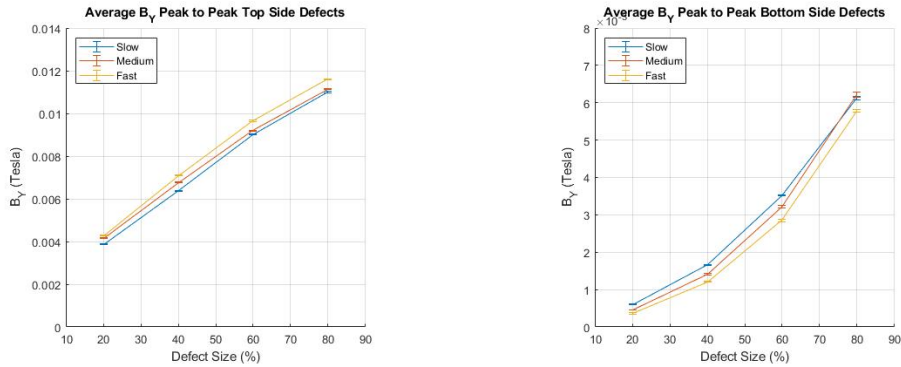 Average B_Y Peak to Peak Top Side Defects
0.014
0.012
0.01
0.008
0.006
0.004
0.002
0
B_Y (Tesla)
Slow
Medium
Fast
10 20 30 40 50 60 70 80 90
Defect Size (%)
Average B_Y Peak to Peak Bottom Side Defects
8
7
6
5
4
3
2
1
0
B_Y (Tesla)
Slow
Medium
Fast
10 20 30 40 50 60 70 80 90
Defect Size (%)